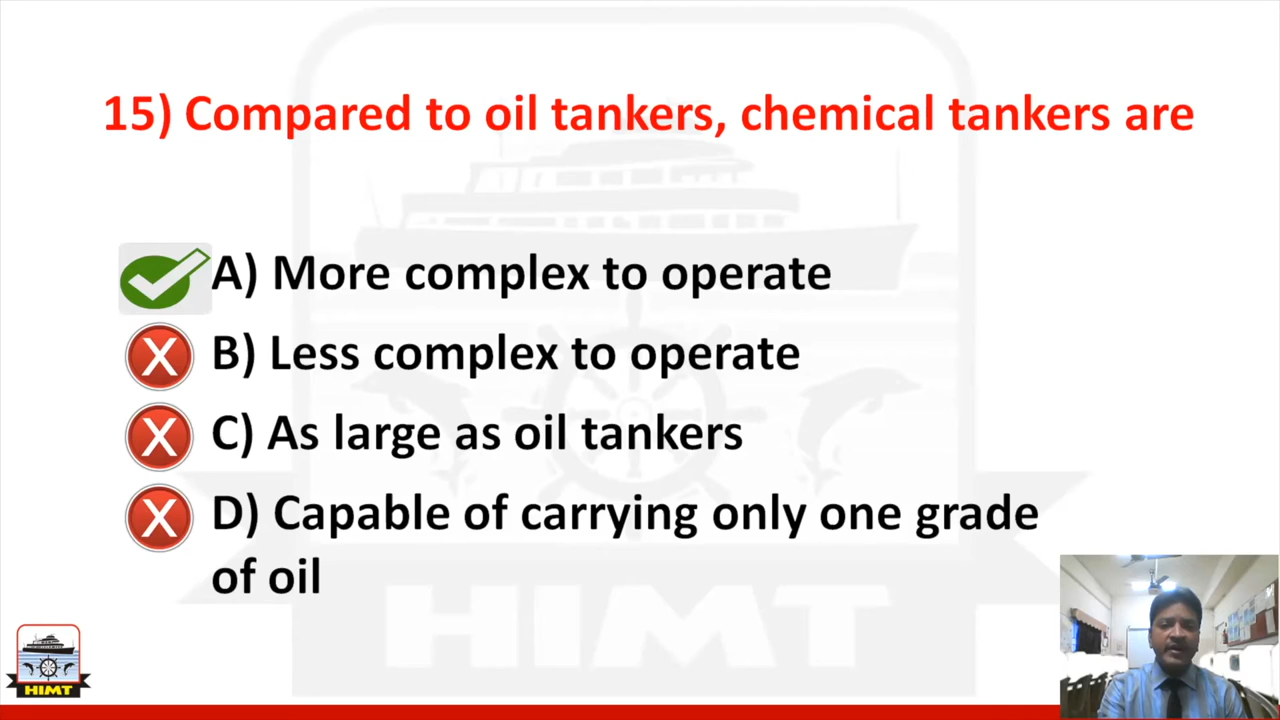 15) Compared to oil tankers, chemical tankers are
A) More complex to operate
B) Less complex to operate
C) As large as oil tankers
D) Capable of carrying only one grade
of oil
HIMT
HIMT